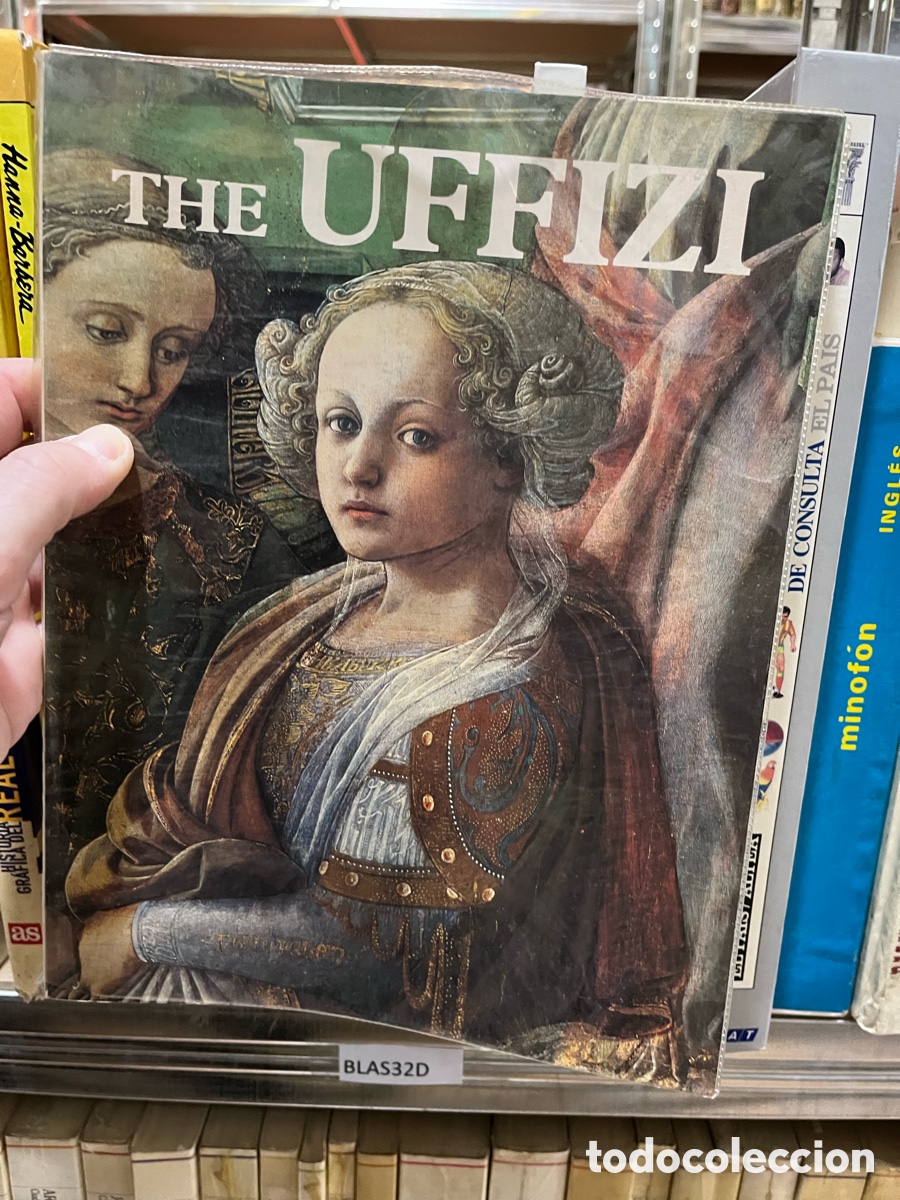 THE UFFIZI
Hanna-Barbera
DE CONSULTA EL PAIS
INGLÉS
minofón
REAL
HISTORIA
GRÁFICA DEL
as
BLAS32D
todocoleccion